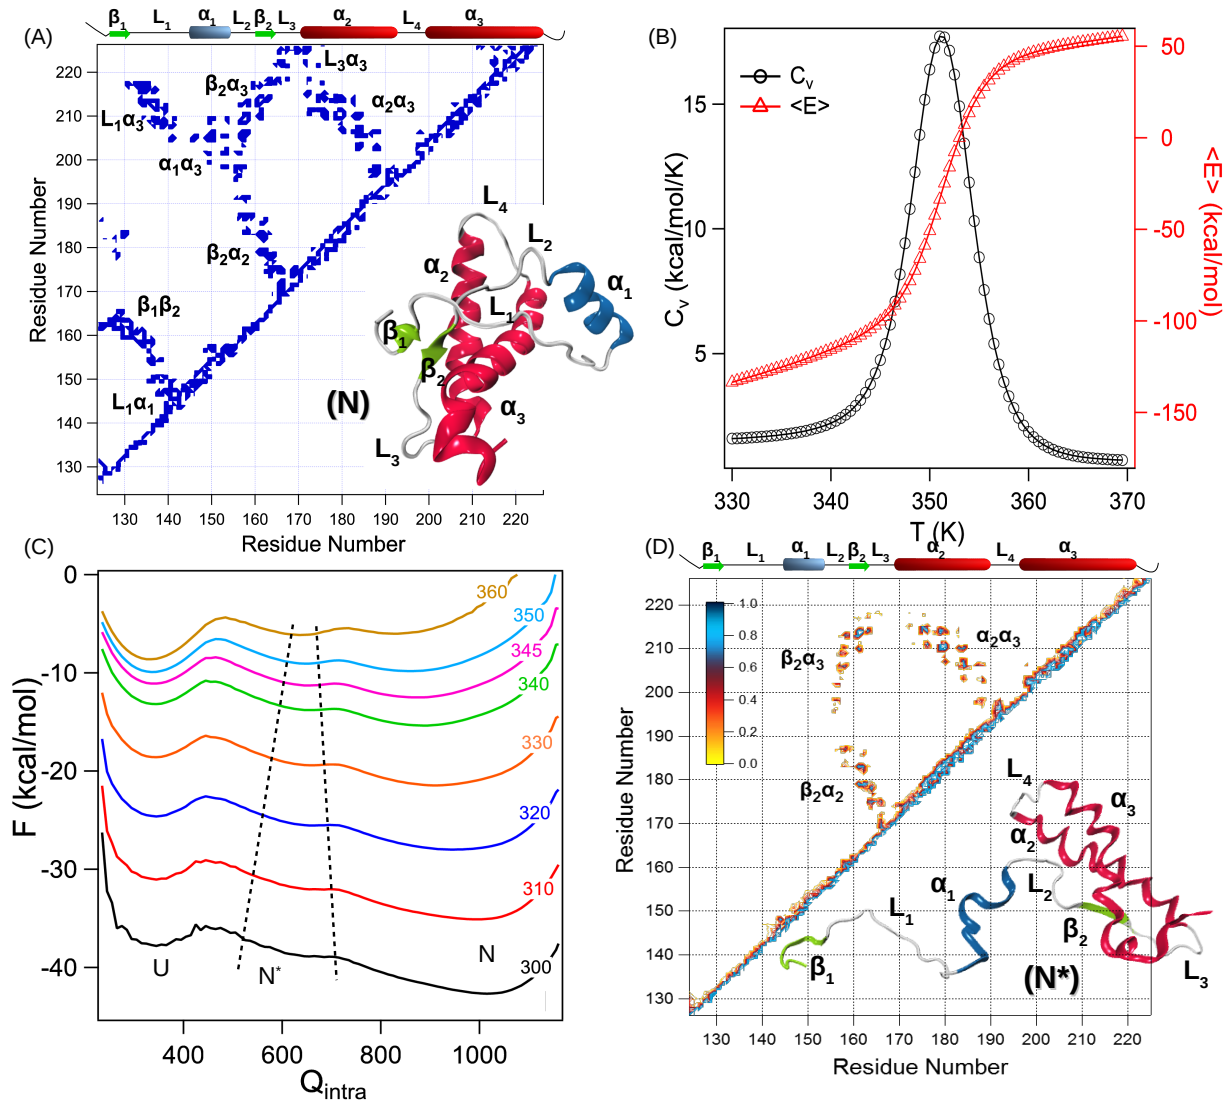 (A)
β1 L1 α1 L2 β2 L3 α2 L4 α3
Residue Number
220
210
200
190
180
170
160
150
140
130
L3α3
β2α3
α2α3
L1α3
α1α3
β2α2
β1β2
L1α1
L4
L2
α2
α1
L1
β1
β2
(N)
α3
L3
130 140 150 160 170 180 190 200 210 220
Residue Number
(B)
Cv
<E>
Cv (kcal/mol/K)
15
10
5
<E> (kcal/mol)
50
0
-50
-100
-150
330 340 350 360 370
T (K)
(C)
F (kcal/mol)
0
-10
-20
-30
-40
360
350
345
340
330
320
310
300
U N* N
400 600 800 1000
Qintra
(D)
β1 L1 α1 L2 β2 L3 α2 L4 α3
Residue Number
220
210
200
190
180
170
160
150
140
130
1.0
0.8
0.6
0.4
0.2
0.0
α2α3
β2α3
β2α2
L4
α3
α2
α1
L2
L1
β2
β1
(N*)
L3
130 140 150 160 170 180 190 200 210 220
Residue Number